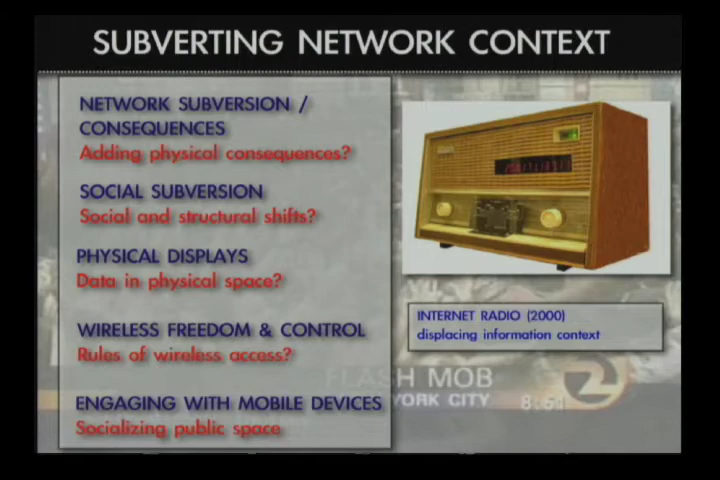 SUBVERTING NETWORK CONTEXT
NETWORK SUBVERSION /
CONSEQUENCES
Adding physical consequences?
SOCIAL SUBVERSION
Social and structural shifts?
PHYSICAL DISPLAYS
Data in physical space?
WIRELESS FREEDOM & CONTROL
Rules of wireless access?
ENGAGING WITH MOBILE DEVICES
Socializing public space
INTERNET RADIO (2000)
displacing information context
FLASH MOB
YORK CITY
2